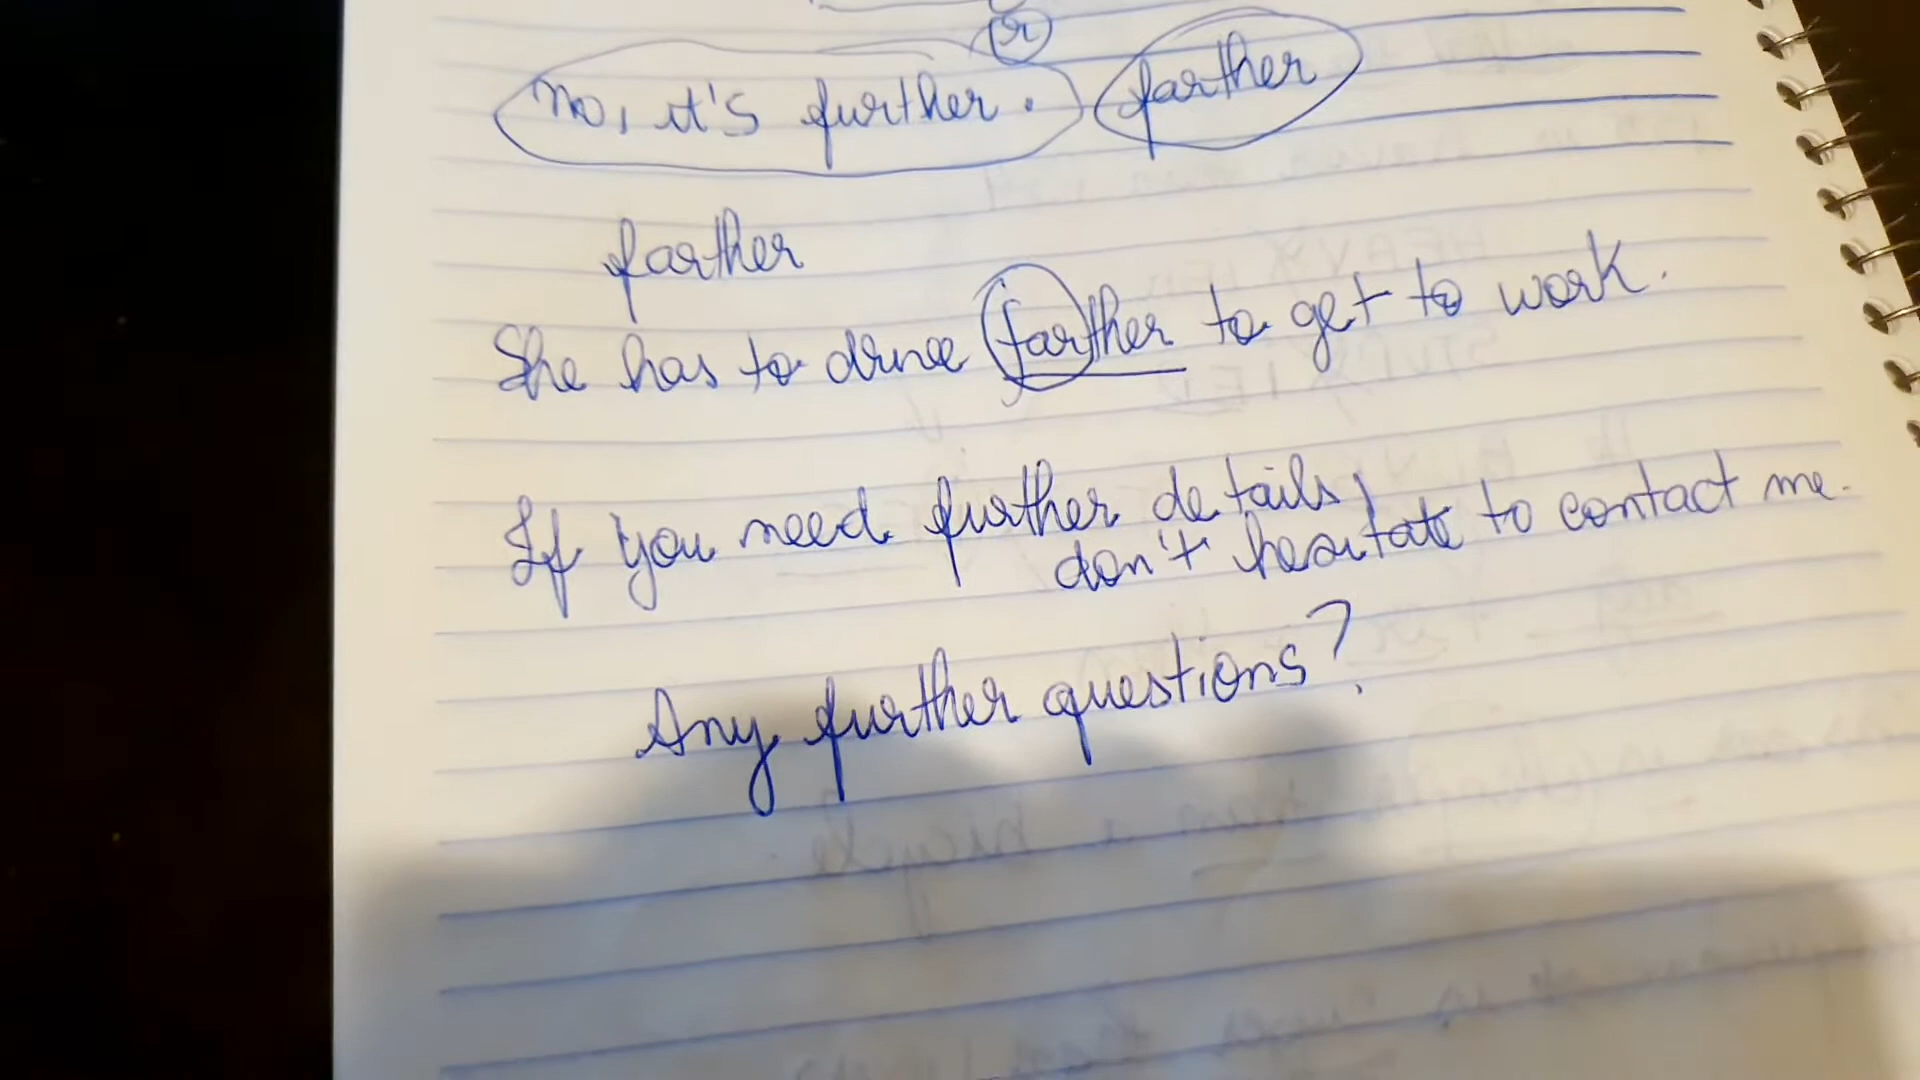 No, it's further. farther
farther
She has to drive farther to get to work.
If you need further details,
don't hesitate to contact me.
Any further questions?